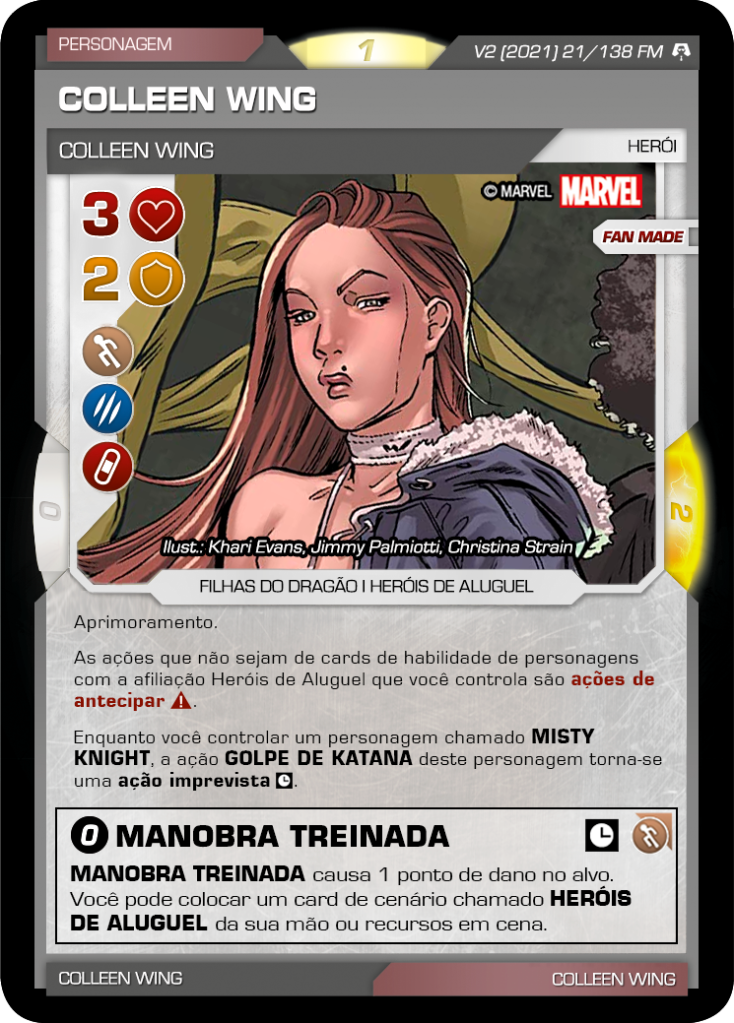 PERSONAGEM
1
V2 (2021) 21/138 FM
COLLEEN WING
COLLEEN WING
HERÓI
© MARVEL MARVEL
3
FAN MADE
2
0
2
Ilust.: Khari Evans, Jimmy Palmiotti, Christina Strain
FILHAS DO DRAGÃO | HERÓIS DE ALUGUEL
Aprimoramento.
As ações que não sejam de cards de habilidade de personagens
com a afiliação Heróis de Aluguel que você controla são ações de
antecipar.
Enquanto você controlar um personagem chamado MISTY
KNIGHT, a ação GOLPE DE KATANA deste personagem torna-se
uma ação imprevista.
0 MANOBRA TREINADA
MANOBRA TREINADA causa 1 ponto de dano no alvo.
Você pode colocar um card de cenário chamado HERÓIS
DE ALUGUEL da sua mão ou recursos em cena.
COLLEEN WING
COLLEEN WING